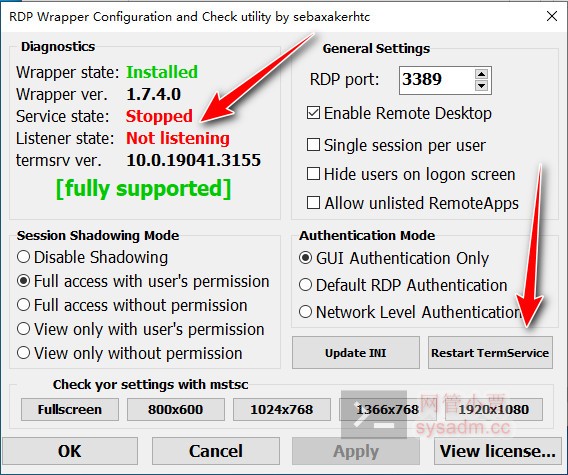 RDP Wrapper Configuration and Check utility by sebaxakerhtc
Diagnostics
Wrapper state: Installed
Wrapper ver. 1.7.4.0
Service state: Stopped
Listener state: Not listening
termsrv ver. 10.0.19041.3155
[fully supported]
General Settings
RDP port: 3389
Enable Remote Desktop
Single session per user
Hide users on logon screen
Allow unlisted RemoteApps
Session Shadowing Mode
Disable Shadowing
Full access with user's permission
Full access without permission
View only with user's permission
View only without permission
Authentication Mode
GUI Authentication Only
Default RDP Authentication
Network Level Authentication
Update INI
Restart TermService
Check yor settings with mstsc
Fullscreen
800x600
1024x768
1366x768
1920x1080
网管小贾
sysadm.cc
OK
Cancel
Apply
View license...